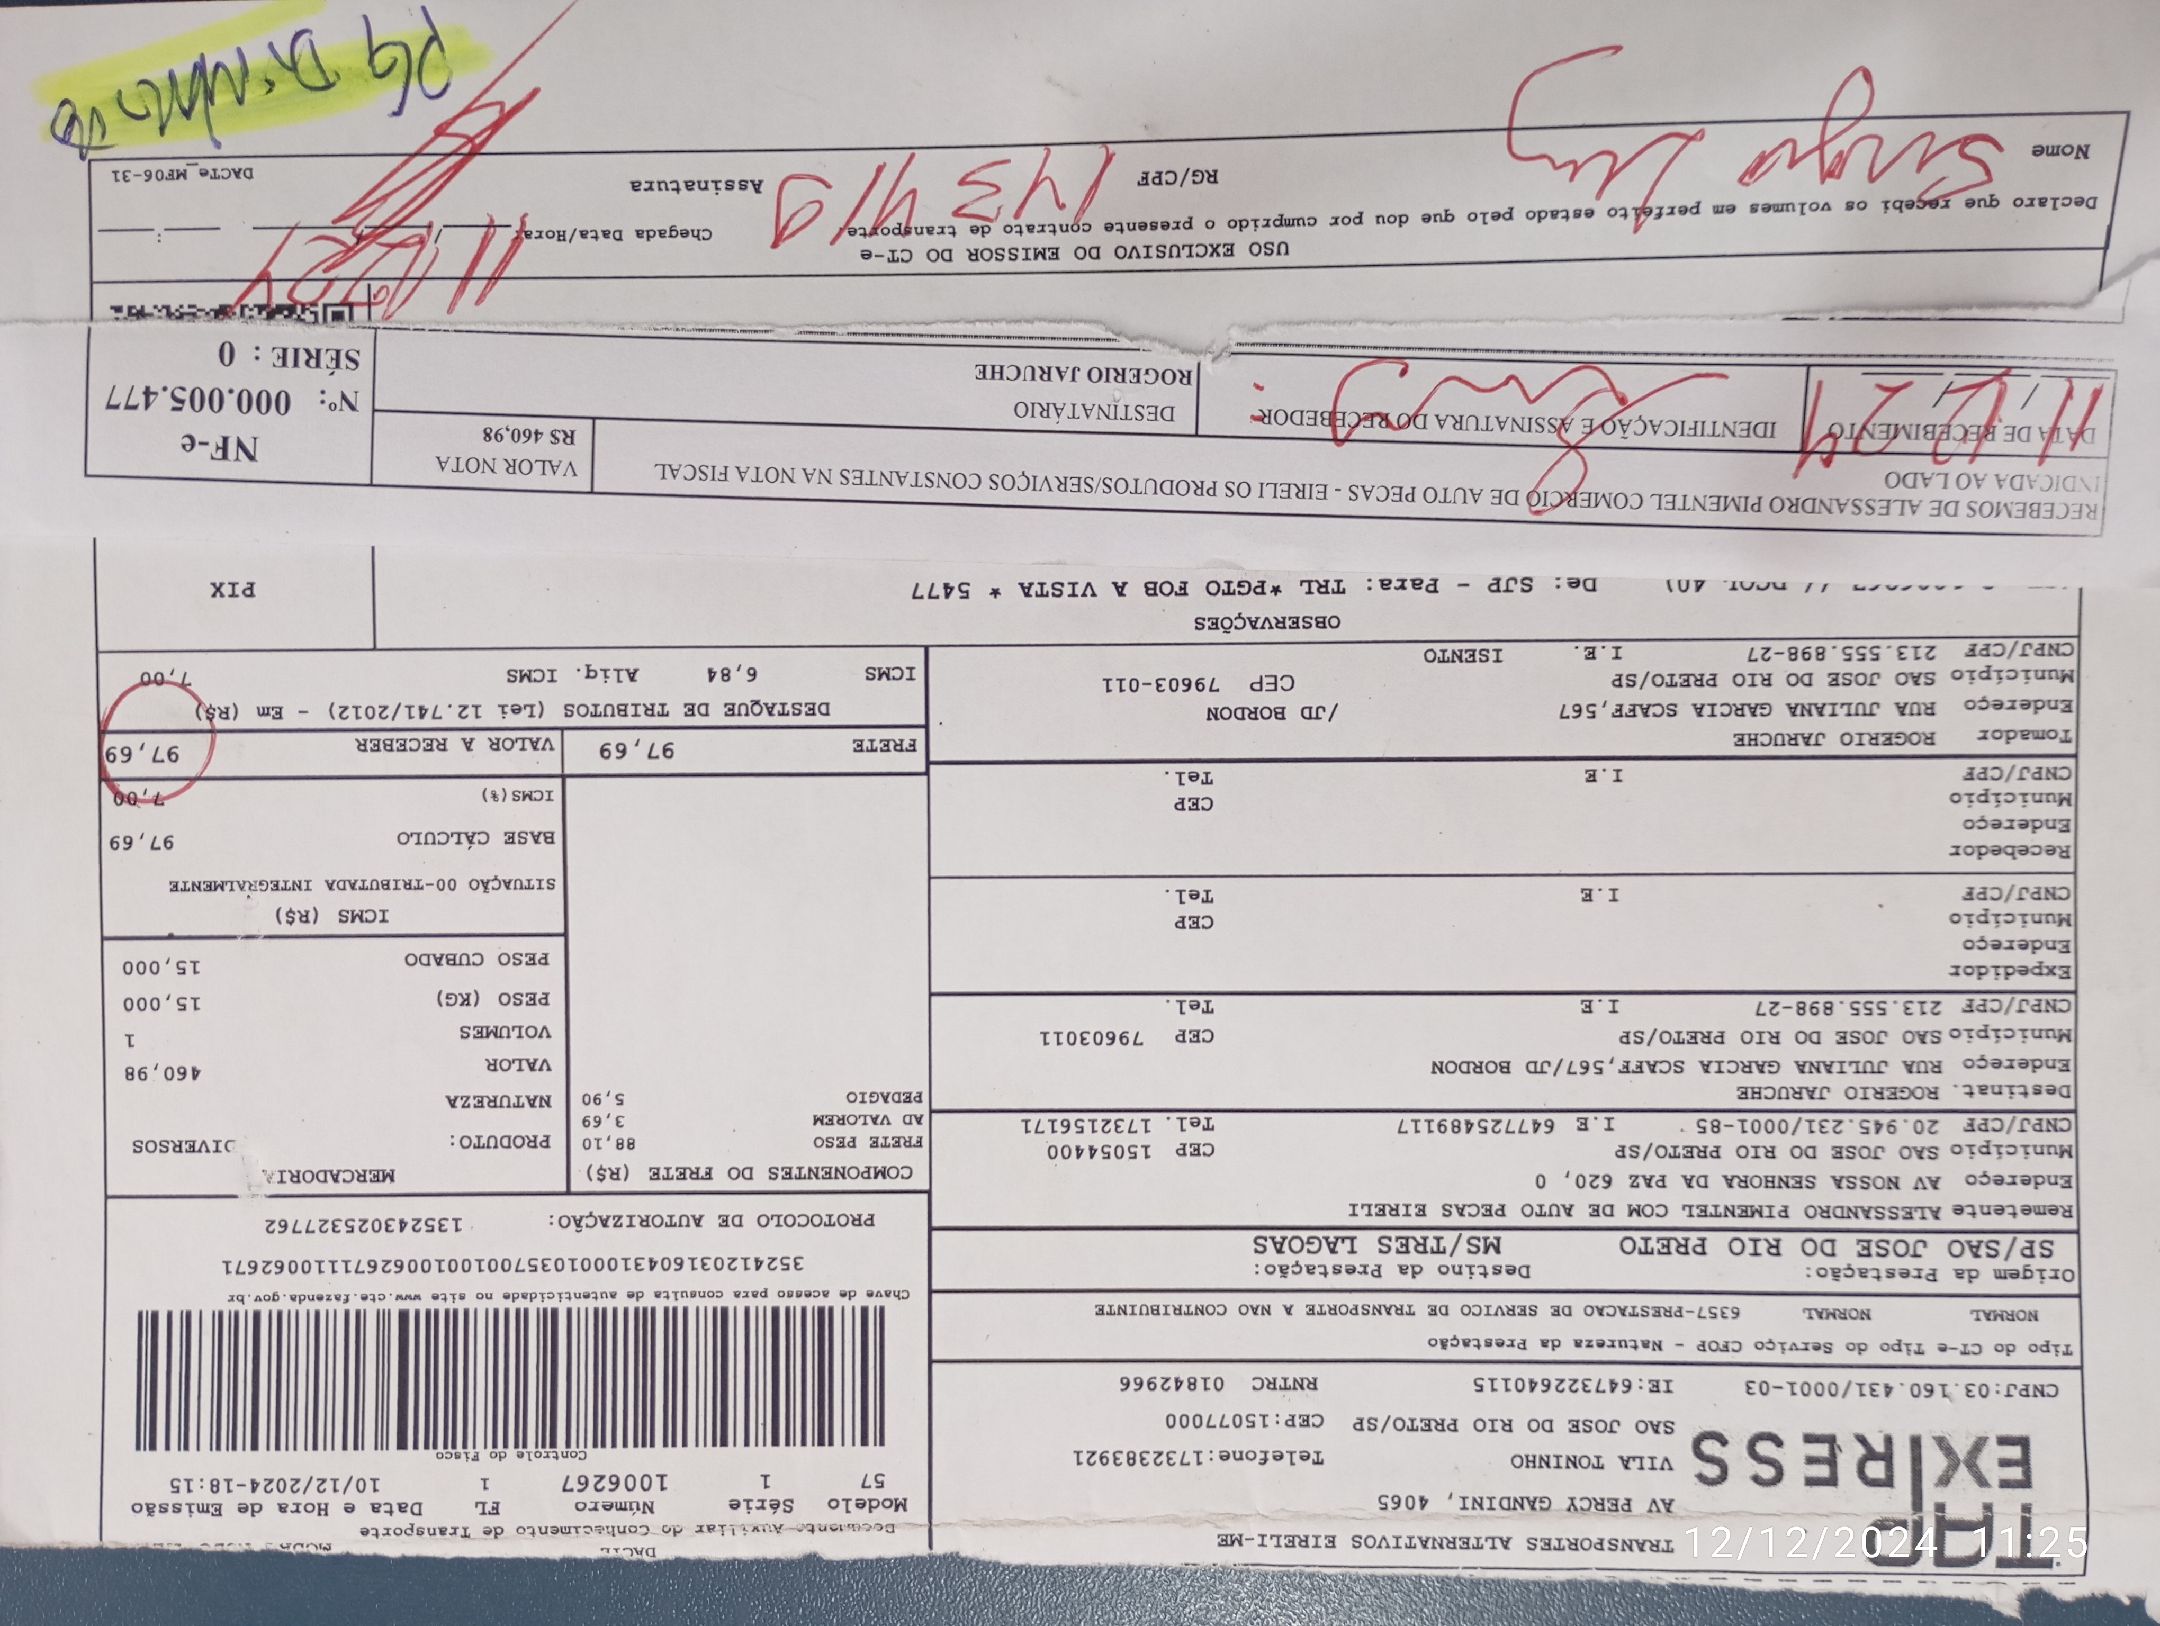 DACTE
Documento Auxiliar do Conhecimento de Transporte
TRANSPORTES ALTERNATIVOS EIRELI-ME
TAP
EXPRESS
AV PERCY GANDINI, 4065
VILA TONINHO
Telefone:1732383921
SAO JOSE DO RIO PRETO/SP CEP:15077000
CNPJ:03.160.431/0001-03 IE:647322640115 RNTRC 01842966
Modelo Série Número FL Data e Hora de Emissão
57 1 1006267 1 10/12/2024-18:15
Controle do Fisco
Tipo do CT-e Tipo do Serviço CFOP - Natureza da Prestação
NORMAL NORMAL 6357-PRESTACAO DE SERVICO DE TRANSPORTE A NAO CONTRIBUINTE
Chave de acesso para consulta de autenticidade no site www.cte.fazenda.gov.br
35241203160431000103570010010062671110062671
Origem da Prestação: Destino da Prestação:
SP/SAO JOSE DO RIO PRETO MS/TRES LAGOAS
PROTOCOLO DE AUTORIZAÇÃO: 135243025327762
Remetente ALESSANDRO PIMENTEL COM DE AUTO PECAS EIRELI
Endereço AV NOSSA SENHORA DA PAZ 620, 0
Município SAO JOSE DO RIO PRETO/SP CEP 15054400
CNPJ/CPF 20.945.231/0001-85 I.E 647725489117 Tel. 1732156171
Destinat. ROGERIO JARUCHE
Endereço RUA JULIANA GARCIA SCAFF,567/JD BORDON
Município SAO JOSE DO RIO PRETO/SP CEP 79603011
CNPJ/CPF 213.555.898-27 I.E Tel.
Expedidor
Endereço
Município CEP
CNPJ/CPF I.E Tel.
Recebedor
Endereço
Município CEP
CNPJ/CPF I.E Tel.
Tomador ROGERIO JARUCHE
Endereço RUA JULIANA GARCIA SCAFF,567 /JD BORDON
Município SAO JOSE DO RIO PRETO/SP CEP 79603-011
CNPJ/CPF 213.555.898-27 I.E. ISENTO
COMPONENTES DO FRETE (R$)
FRETE PESO 88,10
AD VALOREM 3,69
PEDAGIO 5,90
MERCADORIA
PRODUTO: DIVERSOS
NATUREZA
VALOR 460,98
VOLUMES 1
PESO (KG) 15,000
PESO CUBADO 15,000
ICMS (R$)
SITUAÇÃO 00-TRIBUTADA INTEGRALMENTE
BASE CÁLCULO 97,69
ICMS(%) 7,00
FRETE 97,69 VALOR A RECEBER 97,69
DESTAQUE DE TRIBUTOS (Lei 12.741/2012) - Em (R$)
ICMS 6,84 Aliq. ICMS 7,00
OBSERVAÇÕES
De: SJP - Para: TRL *PGTO FOB A VISTA * 5477
PIX
RECEBEMOS DE ALESSANDRO PIMENTEL COMERCIO DE AUTO PECAS - EIRELI OS PRODUTOS/SERVIÇOS CONSTANTES NA NOTA FISCAL
INDICADA AO LADO
VALOR NOTA
R$ 460,98
DATA DE RECEBIMENTO
11/12/24
IDENTIFICAÇÃO E ASSINATURA DO RECEBEDOR
DESTINATÁRIO
ROGERIO JARUCHE
NF-e
Nº: 000.005.477
SÉRIE : 0
USO EXCLUSIVO DO EMISSOR DO CT-e
Declaro que recebi os volumes em perfeito estado pelo que dou por cumprido o presente contrato de transporte
Chegada Data/Hora
Nome
RG/CPF
Assinatura
DACTe_MF06-31
12/12/2024 11:25